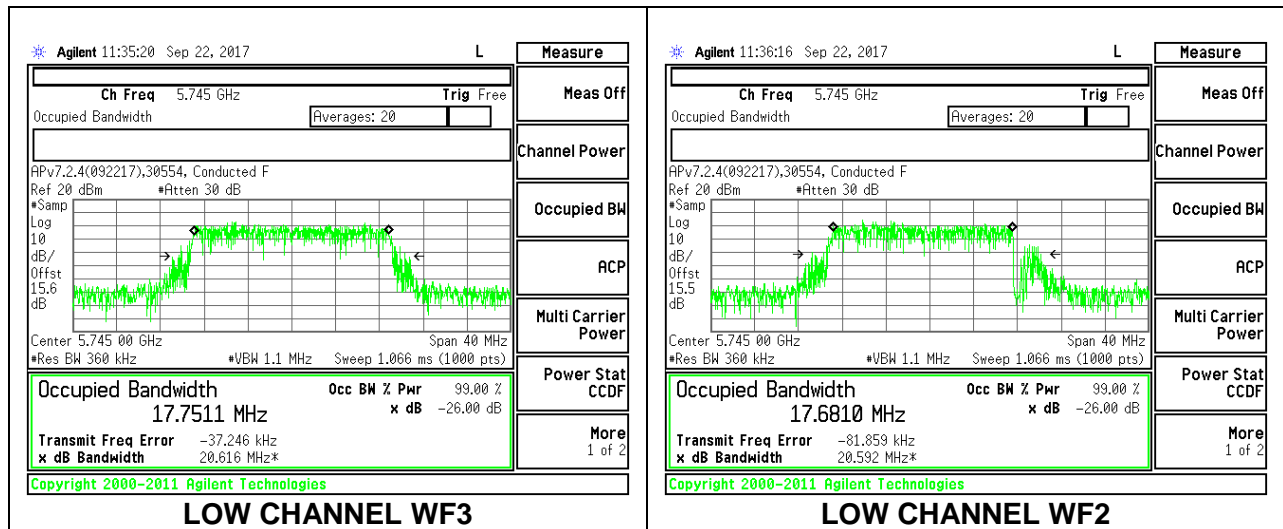 Agilent 11:35:20 Sep 22, 2017 L
Measure
Ch Freq 5.745 GHz Trig Free
Occupied Bandwidth Averages: 20
Meas Off
Channel Power
Occupied BW
ACP
Multi Carrier
Power
Power Stat
CCDF
More
1 of 2
APv7.2.4(092217),30554, Conducted F
Ref 20 dBm #Atten 30 dB
#Samp
Log
10
dB/
Offst
15.6
dB
Center 5.745 00 GHz Span 40 MHz
#Res BW 360 kHz #VBW 1.1 MHz Sweep 1.066 ms (1000 pts)
Occupied Bandwidth Occ BW % Pwr 99.00 %
17.7511 MHz x dB -26.00 dB
Transmit Freq Error -37.246 kHz
x dB Bandwidth 20.616 MHz*
Copyright 2000-2011 Agilent Technologies
LOW CHANNEL WF3
Agilent 11:36:16 Sep 22, 2017 L
Measure
Ch Freq 5.745 GHz Trig Free
Occupied Bandwidth Averages: 20
Meas Off
Channel Power
Occupied BW
ACP
Multi Carrier
Power
Power Stat
CCDF
More
1 of 2
APv7.2.4(092217),30554, Conducted F
Ref 20 dBm #Atten 30 dB
#Samp
Log
10
dB/
Offst
15.5
dB
Center 5.745 00 GHz Span 40 MHz
#Res BW 360 kHz #VBW 1.1 MHz Sweep 1.066 ms (1000 pts)
Occupied Bandwidth Occ BW % Pwr 99.00 %
17.6810 MHz x dB -26.00 dB
Transmit Freq Error -81.859 kHz
x dB Bandwidth 20.592 MHz*
Copyright 2000-2011 Agilent Technologies
LOW CHANNEL WF2